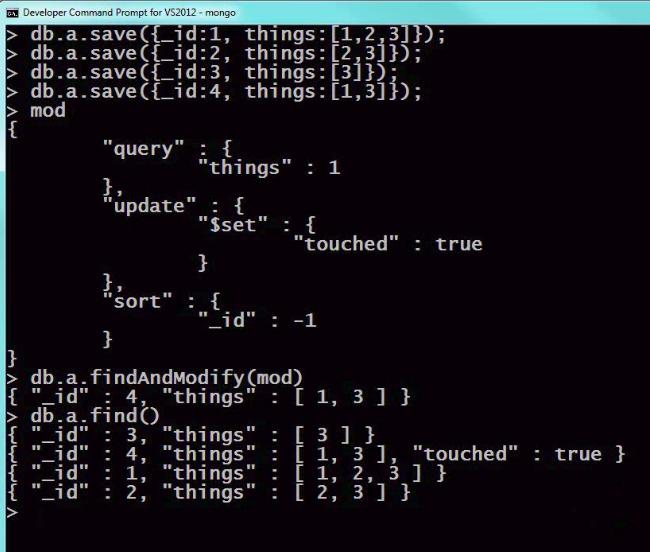 Developer Command Prompt for VS2012 - mongo
> db.a.save({_id:1, things:[1,2,3]});
> db.a.save({_id:2, things:[2,3]});
> db.a.save({_id:3, things:[3]});
> db.a.save({_id:4, things:[1,3]});
> mod
{
"query" : {
"things" : 1
},
"update" : {
"$set" : {
"touched" : true
}
},
"sort" : {
"_id" : -1
}
}
> db.a.findAndModify(mod)
{ "_id" : 4, "things" : [ 1, 3 ] }
> db.a.find()
{ "_id" : 3, "things" : [ 3 ] }
{ "_id" : 4, "things" : [ 1, 3 ], "touched" : true }
{ "_id" : 1, "things" : [ 1, 2, 3 ] }
{ "_id" : 2, "things" : [ 2, 3 ] }
>